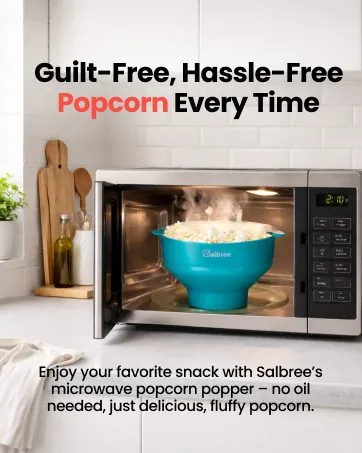 Guilt-Free, Hassle-Free
Popcorn Every Time
2:10
Salbree
Enjoy your favorite snack with Salbree's
microwave popcorn popper – no oil
needed, just delicious, fluffy popcorn.